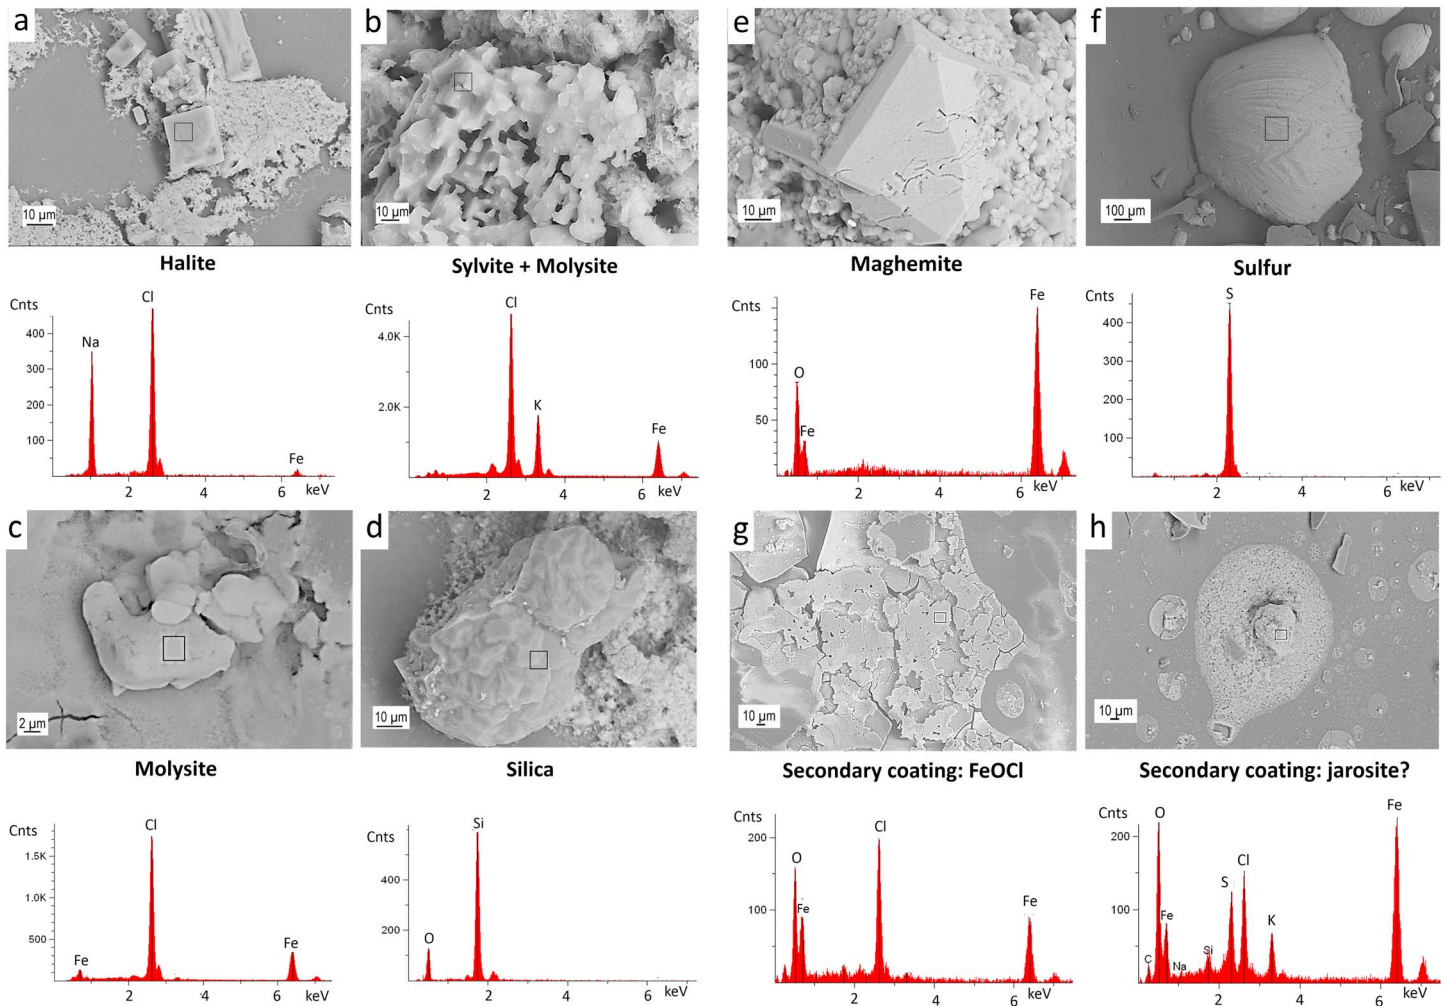 a
10 µm
Halite
b
10 µm
Sylvite + Molysite
e
10 µm
Maghemite
f
100 µm
Sulfur
Cnts
400
300
200
100
Na
Cl
Fe
2
4
6
keV
Cnts
4.0K
2.0K
Cl
K
Fe
2
4
6
keV
Cnts
100
50
O
Fe
Fe
2
4
6
keV
Cnts
400
300
200
100
S
2
4
6
keV
c
2 µm
Molysite
d
10 µm
Silica
g
10 µm
Secondary coating: FeOCl
h
10 µm
Secondary coating: jarosite?
Cnts
1.5K
1.0K
500
Fe
Cl
Fe
2
4
6
keV
Cnts
400
200
O
Si
2
4
6
keV
Cnts
200
100
O
Fe
Cl
Fe
2
4
6
keV
Cnts
200
100
C
O
Fe
Na
Si
S
Cl
K
Fe
2
4
6
keV